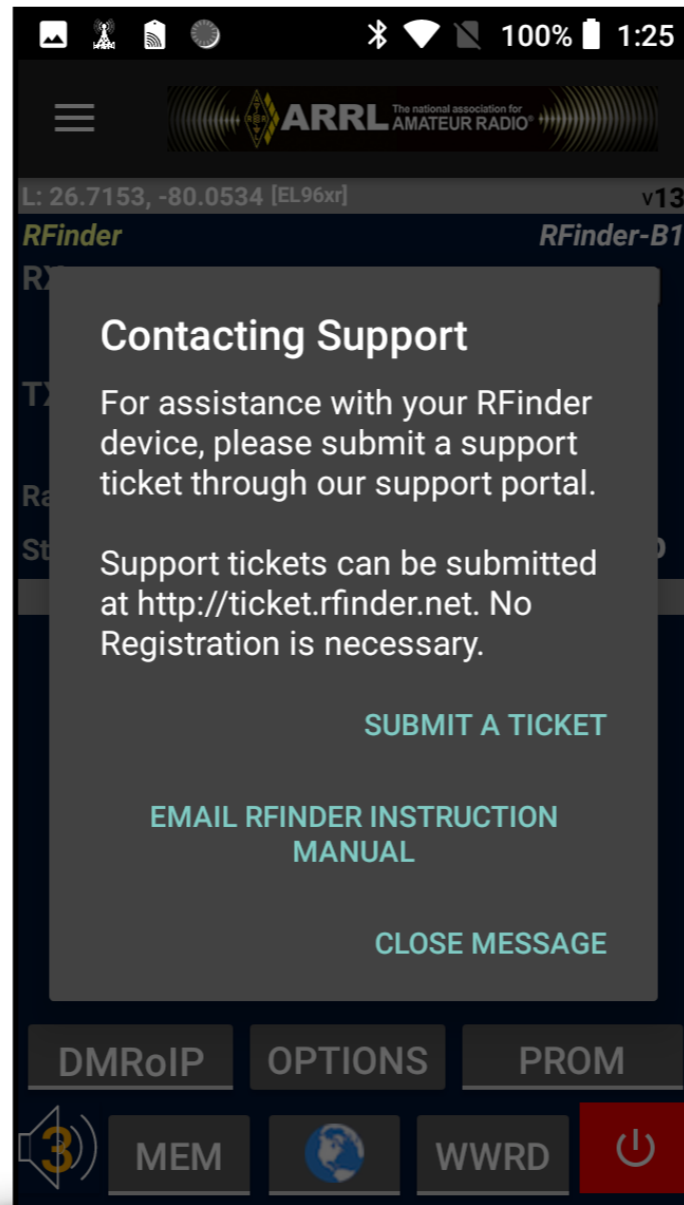 100% 1:25
ARRL The national association for
AMATEUR RADIO®
L: 26.7153, -80.0534 [EL96xr] v13
RFinder RFinder-B1
Contacting Support
For assistance with your RFinder
device, please submit a support
ticket through our support portal.
Support tickets can be submitted
at http://ticket.rfinder.net. No
Registration is necessary.
SUBMIT A TICKET
EMAIL RFINDER INSTRUCTION
MANUAL
CLOSE MESSAGE
DMRoIP OPTIONS PROM
3 MEM WWRD